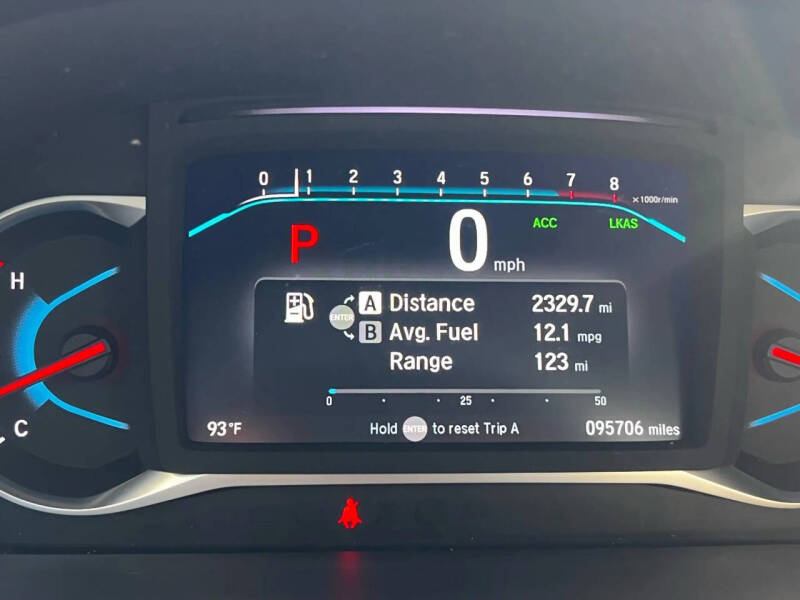 0 1 2 3 4 5 6 7 8 ×1000r/min
P 0 mph ACC LKAS
H
A Distance 2329.7 mi
ENTER
B Avg. Fuel 12.1 mpg
Range 123 mi
0 25 50
C
93°F Hold ENTER to reset Trip A 095706 miles